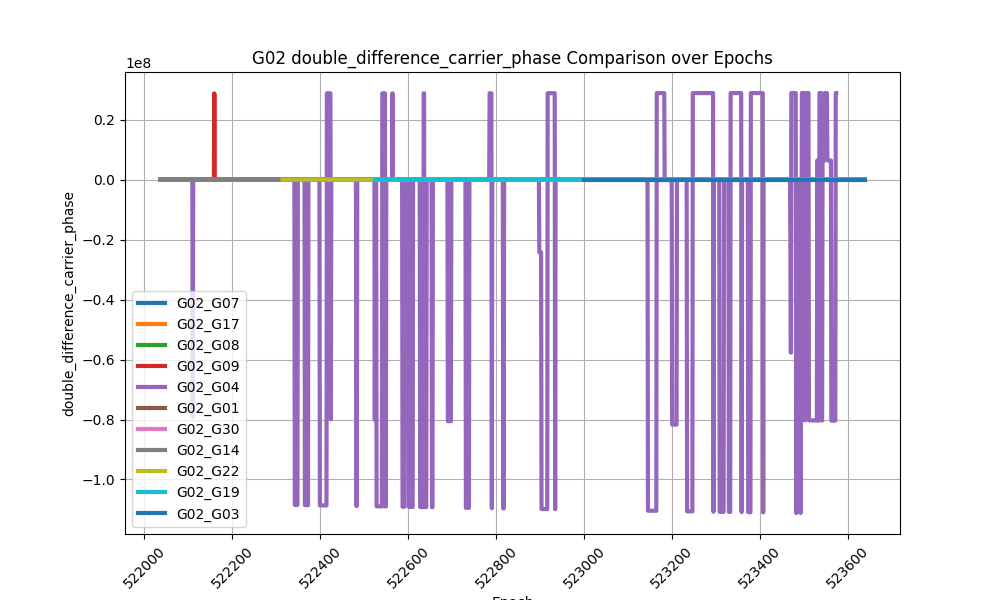 G02 double_difference_carrier_phase Comparison over Epochs
1e8
0.2
0.0
−0.2
−0.4
−0.6
−0.8
−1.0
double_difference_carrier_phase
G02_G07
G02_G17
G02_G08
G02_G09
G02_G04
G02_G01
G02_G30
G02_G14
G02_G22
G02_G19
G02_G03
522000
522200
522400
522600
522800
523000
523200
523400
523600
Epoch